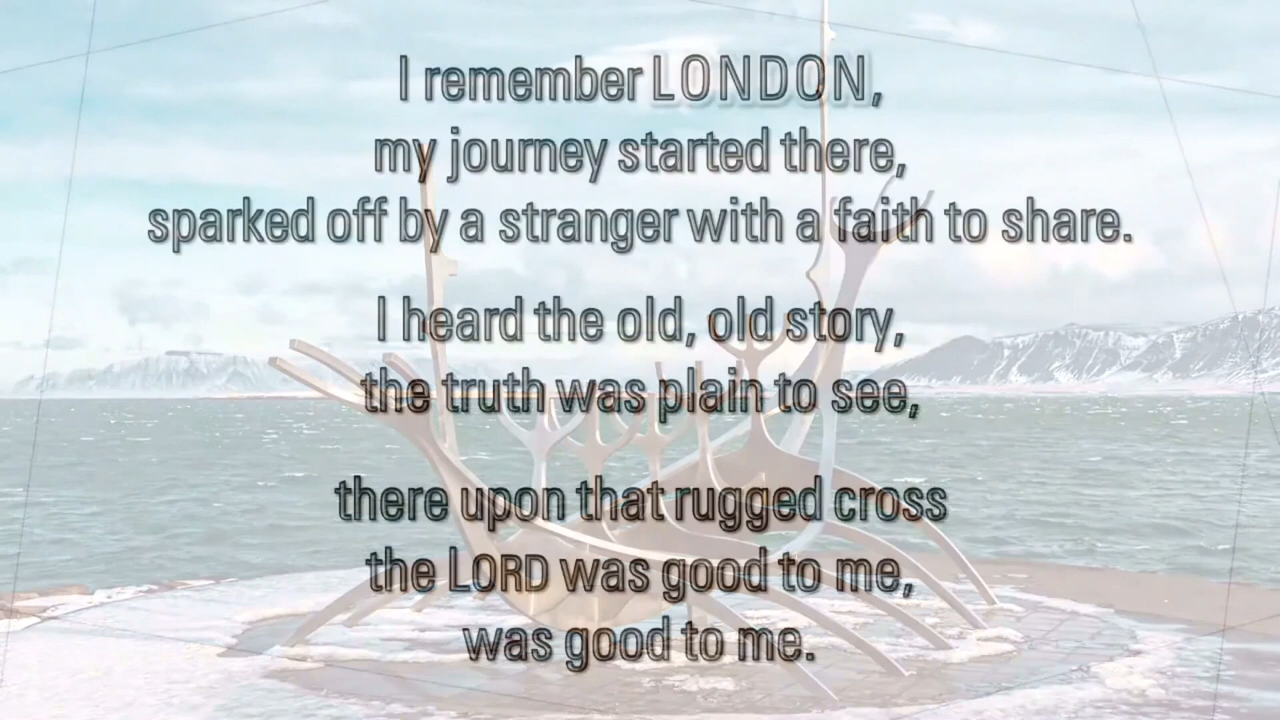 I remember LONDON,
my journey started there,
sparked off by a stranger with a faith to share.
I heard the old, old story,
the truth was plain to see,
there upon that rugged cross
the LORD was good to me,
was good to me.